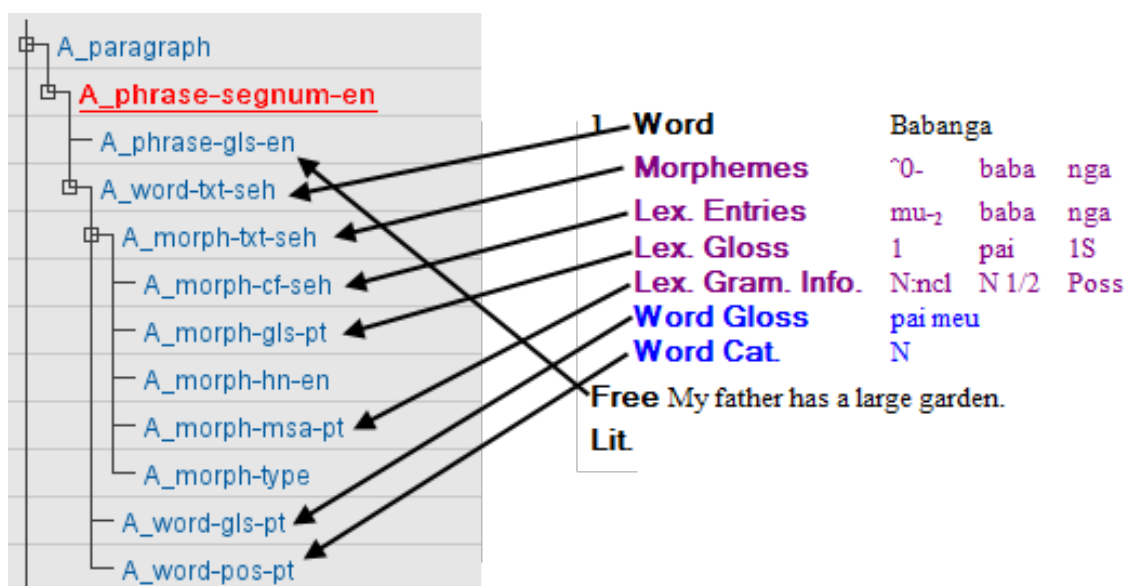 A_paragraph
A_phrase-segnum-en
A_phrase-gls-en
A_word-txt-seh
A_morph-txt-seh
A_morph-cf-seh
A_morph-gls-pt
A_morph-hn-en
A_morph-msa-pt
A_morph-type
A_word-gls-pt
A_word-pos-pt
1 Word Babanga
Morphemes ^0- baba nga
Lex. Entries mu-₂ baba nga
Lex. Gloss 1 pai 1S
Lex. Gram. Info. N:ncl N 1/2 Poss
Word Gloss pai meu
Word Cat. N
Free My father has a large garden.
Lit.